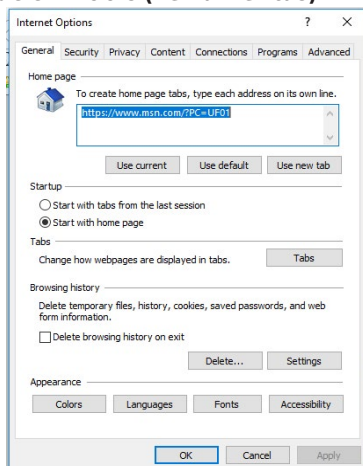 Internet Options ? ×
General Security Privacy Content Connections Programs Advanced
Home page
To create home page tabs, type each address on its own line.
https://www.msn.com/?PC=UF01
Use current Use default Use new tab
Startup
Start with tabs from the last session
Start with home page
Tabs
Change how webpages are displayed in tabs. Tabs
Browsing history
Delete temporary files, history, cookies, saved passwords, and web
form information.
Delete browsing history on exit
Delete... Settings
Appearance
Colors Languages Fonts Accessibility
OK Cancel Apply